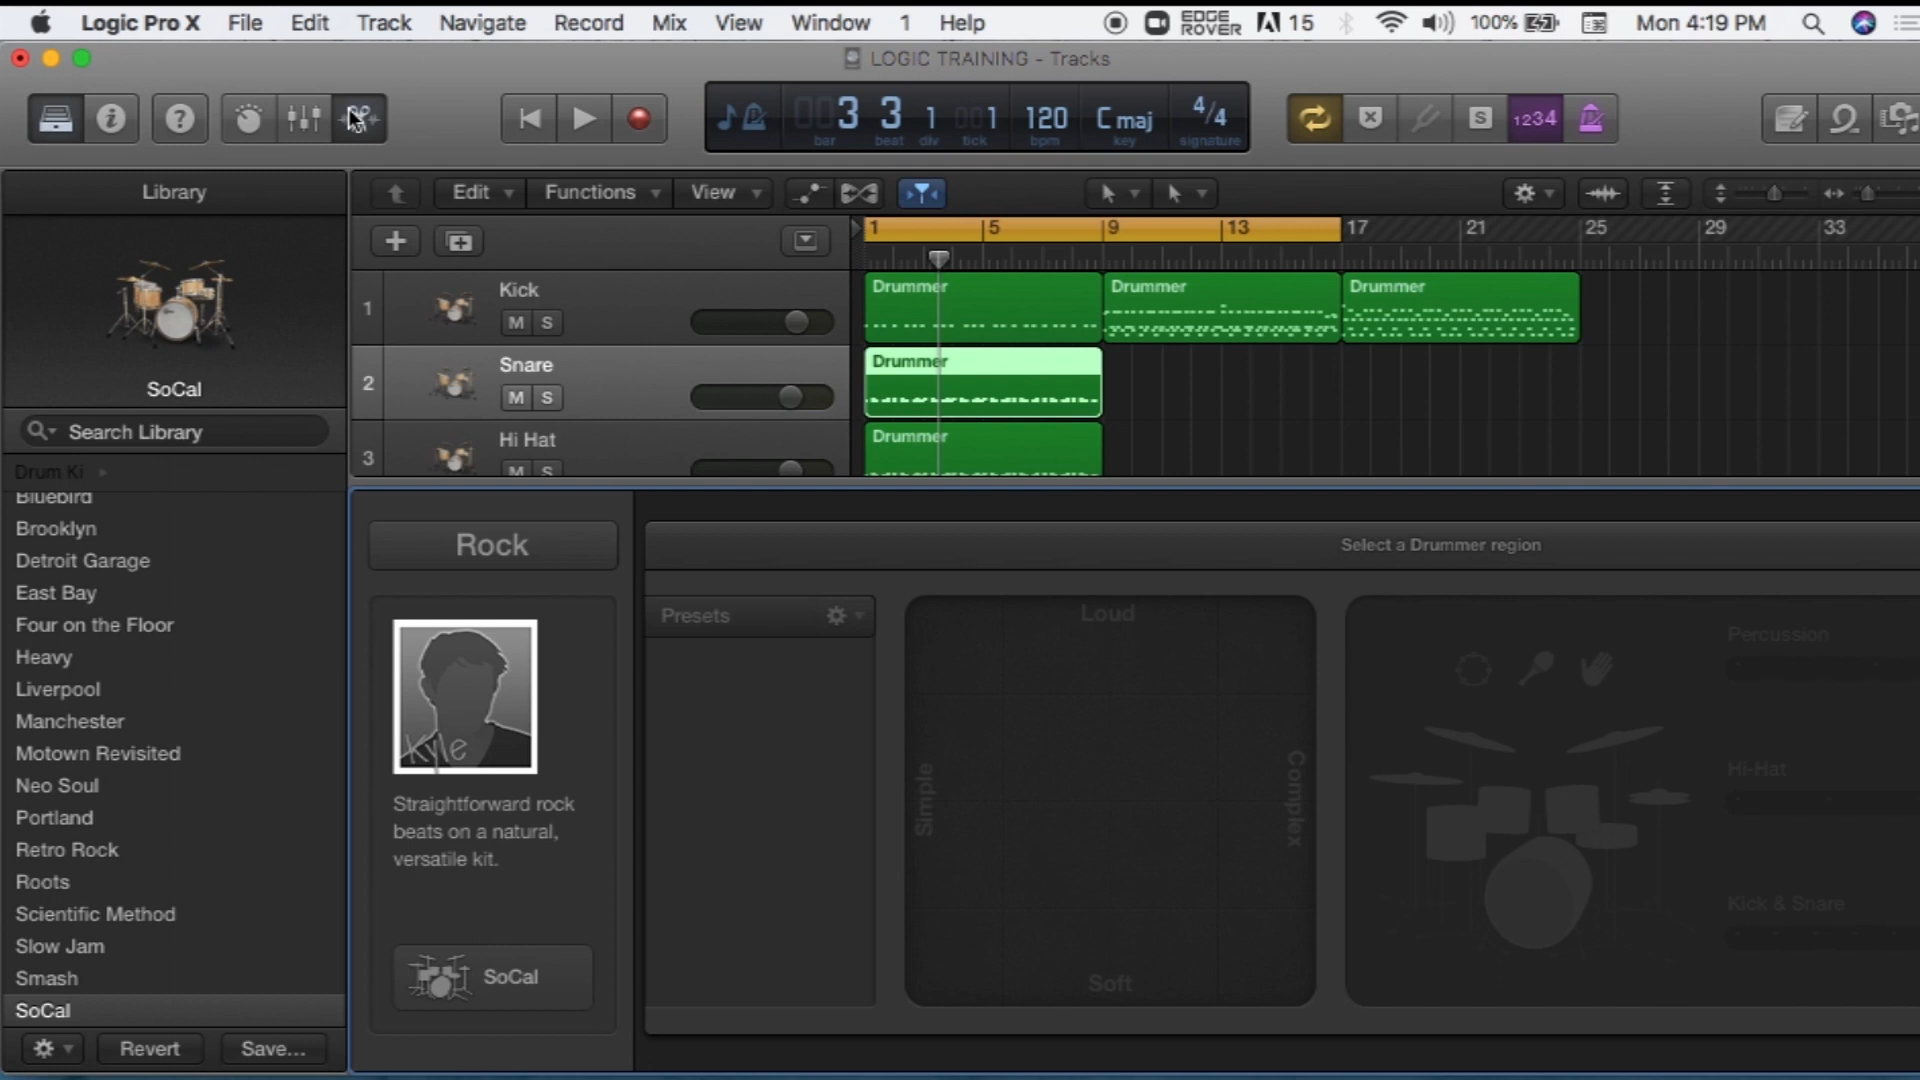 Logic Pro X File Edit Track Navigate Record Mix View Window 1 Help EDGE ROVER 15 100% Mon 4:19 PM
LOGIC TRAINING - Tracks
3 3 1 1 120 C maj 4/4
bar beat div tick bpm key signature
S 1234
Library
Edit Functions View
1 5 9 13 17 21 25 29 33
SoCal
Search Library
Drum Ki
Bluebird
Brooklyn
Detroit Garage
East Bay
Four on the Floor
Heavy
Liverpool
Manchester
Motown Revisited
Neo Soul
Portland
Retro Rock
Roots
Scientific Method
Slow Jam
Smash
SoCal
Revert Save...
1 Kick
M S
Drummer Drummer Drummer
2 Snare
M S
Drummer
3 Hi Hat
M S
Drummer
Rock
Kyle
Straightforward rock
beats on a natural,
versatile kit.
SoCal
Select a Drummer region
Presets
Loud
Simple
Complex
Soft
Percussion
Hi-Hat
Kick & Snare